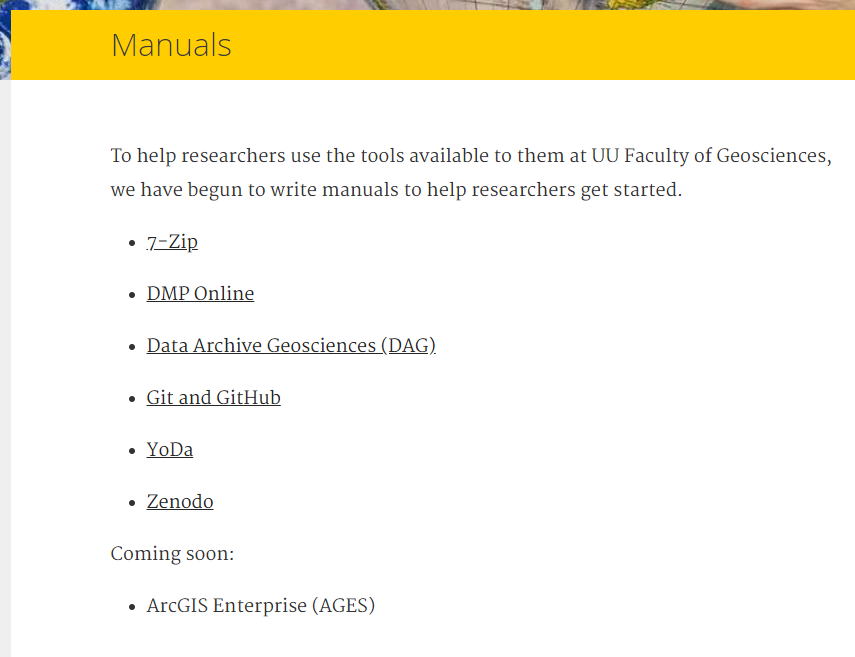 Manuals
To help researchers use the tools available to them at UU Faculty of Geosciences,
we have begun to write manuals to help researchers get started.
• 7-Zip
• DMP Online
• Data Archive Geosciences (DAG)
• Git and GitHub
• YoDa
• Zenodo
Coming soon:
• ArcGIS Enterprise (AGES)